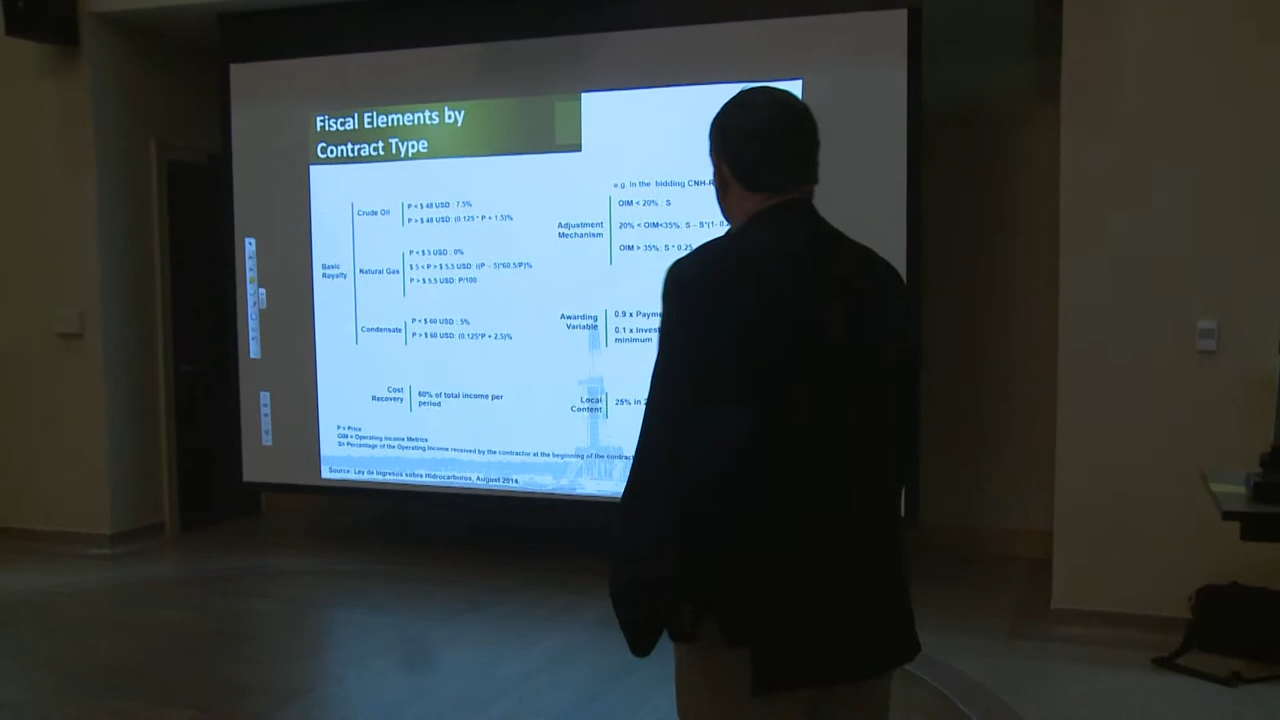 Fiscal Elements by
Contract Type
Basic
Royalty
Crude Oil
P < $ 48 USD : 7.5%
P > $ 48 USD: (0.125 * P + 1.5)%
Natural Gas
P < $ 5 USD : 0%
$ 5 < P > $ 5.5 USD: ((P – 5)*60.5/P)%
P > $ 5.5 USD: P/100
Condensate
P < $ 60 USD : 5%
P > $ 60 USD: (0.125*P + 2.5)%
Cost
Recovery
60% of total income per
period
e.g. In the bidding CNH-R
Adjustment
Mechanism
OIM < 20% : S
20% < OIM<35%: S – S*(1-
OIM > 35%: S * 0.25
Awarding
Variable
0.9 x
0.1 x
minimum
Local
Content
25% in
P = Price
OIM = Operating Income Metrics
S= Percentage of the Operating Income received by the contractor at the beginning of the contract
Source: Ley de Ingresos sobre Hidrocarburos, August 2014.